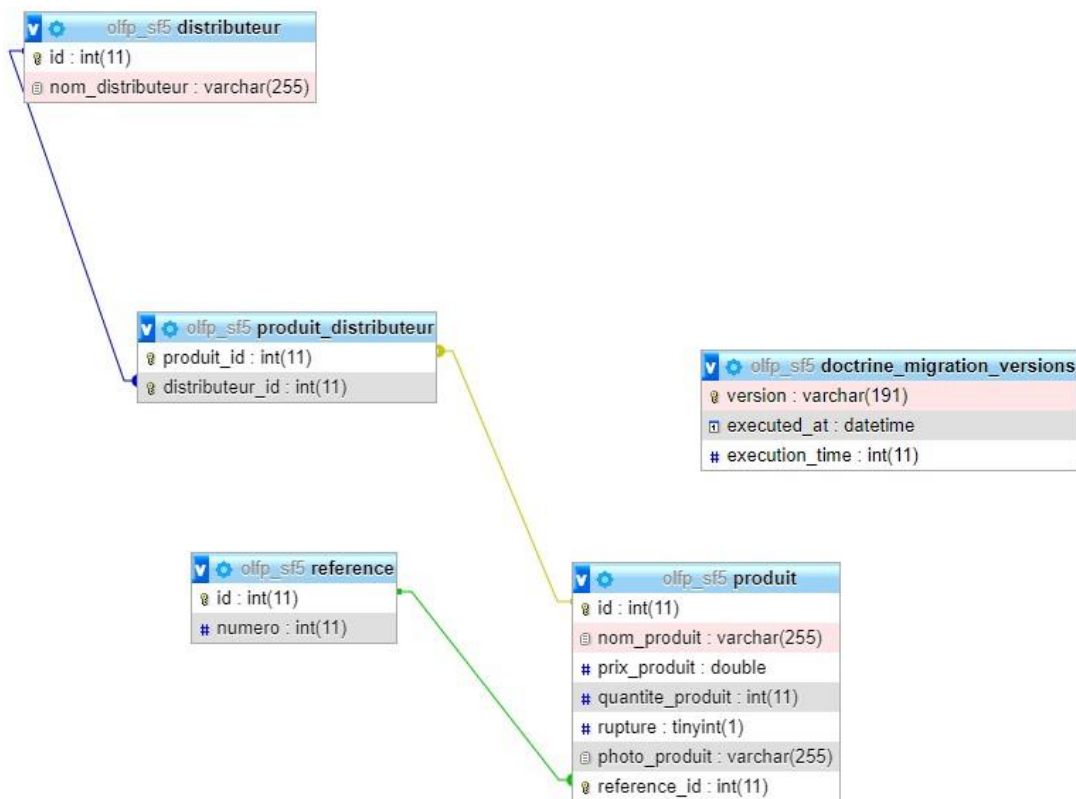 olfp_sf5 distributeur
id : int(11)
nom_distributeur : varchar(255)
olfp_sf5 produit_distributeur
produit_id : int(11)
distributeur_id : int(11)
olfp_sf5 doctrine_migration_versions
version : varchar(191)
executed_at : datetime
execution_time : int(11)
olfp_sf5 reference
id : int(11)
numero : int(11)
olfp_sf5 produit
id : int(11)
nom_produit : varchar(255)
prix_produit : double
quantite_produit : int(11)
rupture : tinyint(1)
photo_produit : varchar(255)
reference_id : int(11)